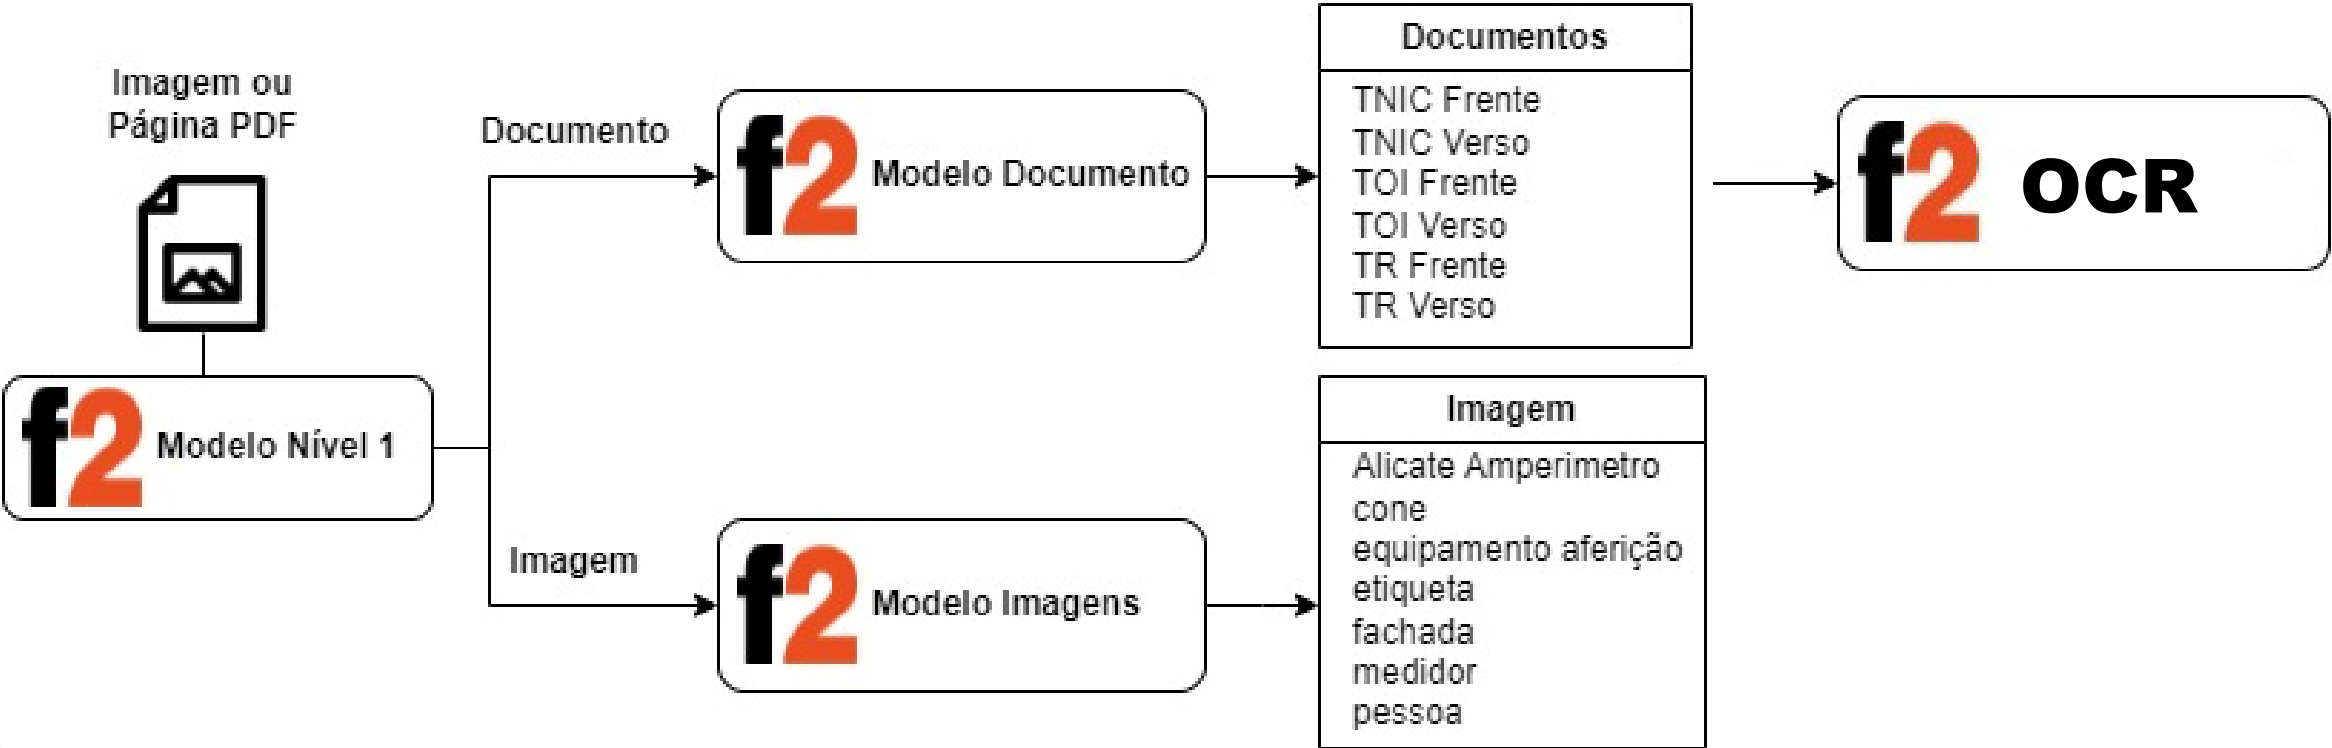 Imagem ou
Página PDF
f2 Modelo Nível 1
Documento
f2 Modelo Documento
Documentos
TNIC Frente
TNIC Verso
TOI Frente
TOI Verso
TR Frente
TR Verso
f2 OCR
Imagem
f2 Modelo Imagens
Imagem
Alicate Amperimetro
cone
equipamento aferição
etiqueta
fachada
medidor
pessoa